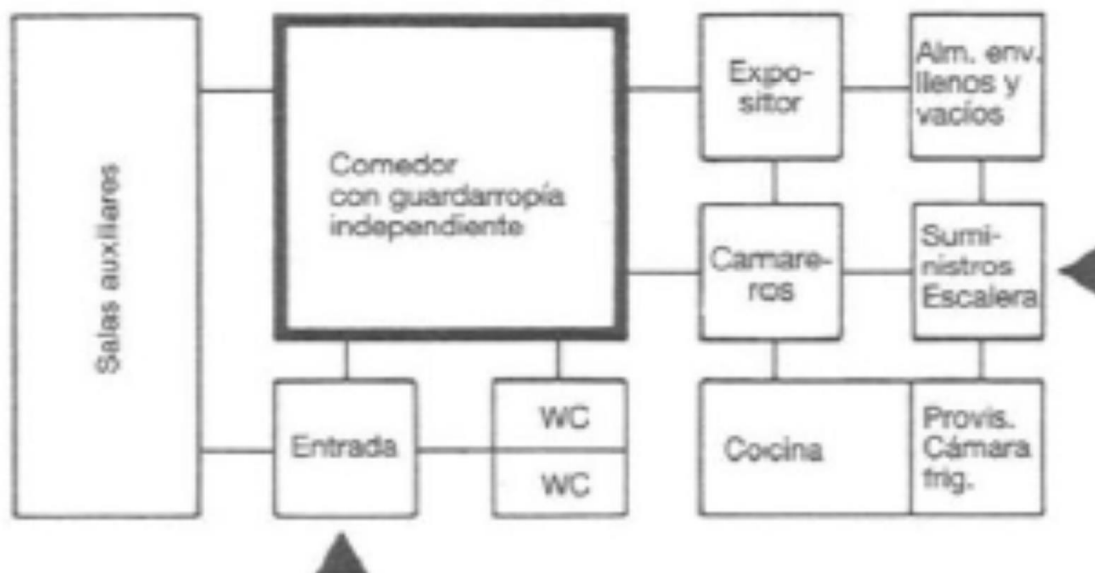 Salas auxiliares
Comedor
con guardarropía
independiente
Expo-
sitor
Alm. env.
llenos y
vacíos
Camare-
ros
Sumi-
nistros
Escalera
Entrada
WC
WC
Cocina
Provis.
Cámara
frig.